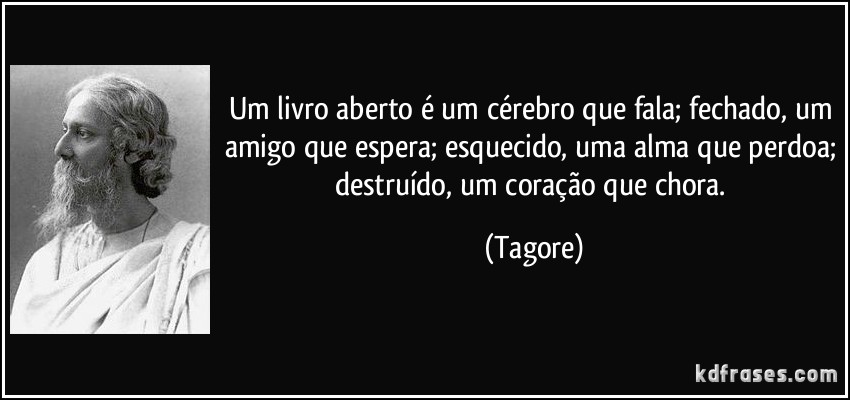 Um livro aberto é um cérebro que fala; fechado, um
amigo que espera; esquecido, uma alma que perdoa;
destruído, um coração que chora.
(Tagore)
kdfrases.com